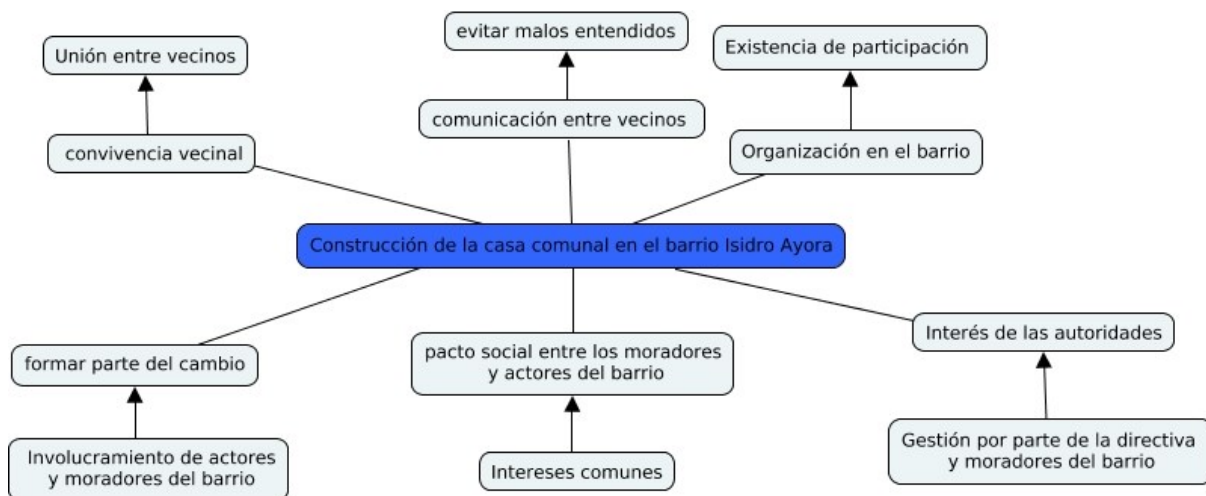 evitar malos entendidos
Unión entre vecinos
Existencia de participación
comunicación entre vecinos
convivencia vecinal
Organización en el barrio
Construcción de la casa comunal en el barrio Isidro Ayora
formar parte del cambio
pacto social entre los moradores
y actores del barrio
Interés de las autoridades
Involucramiento de actores
y moradores del barrio
Intereses comunes
Gestión por parte de la directiva
y moradores del barrio